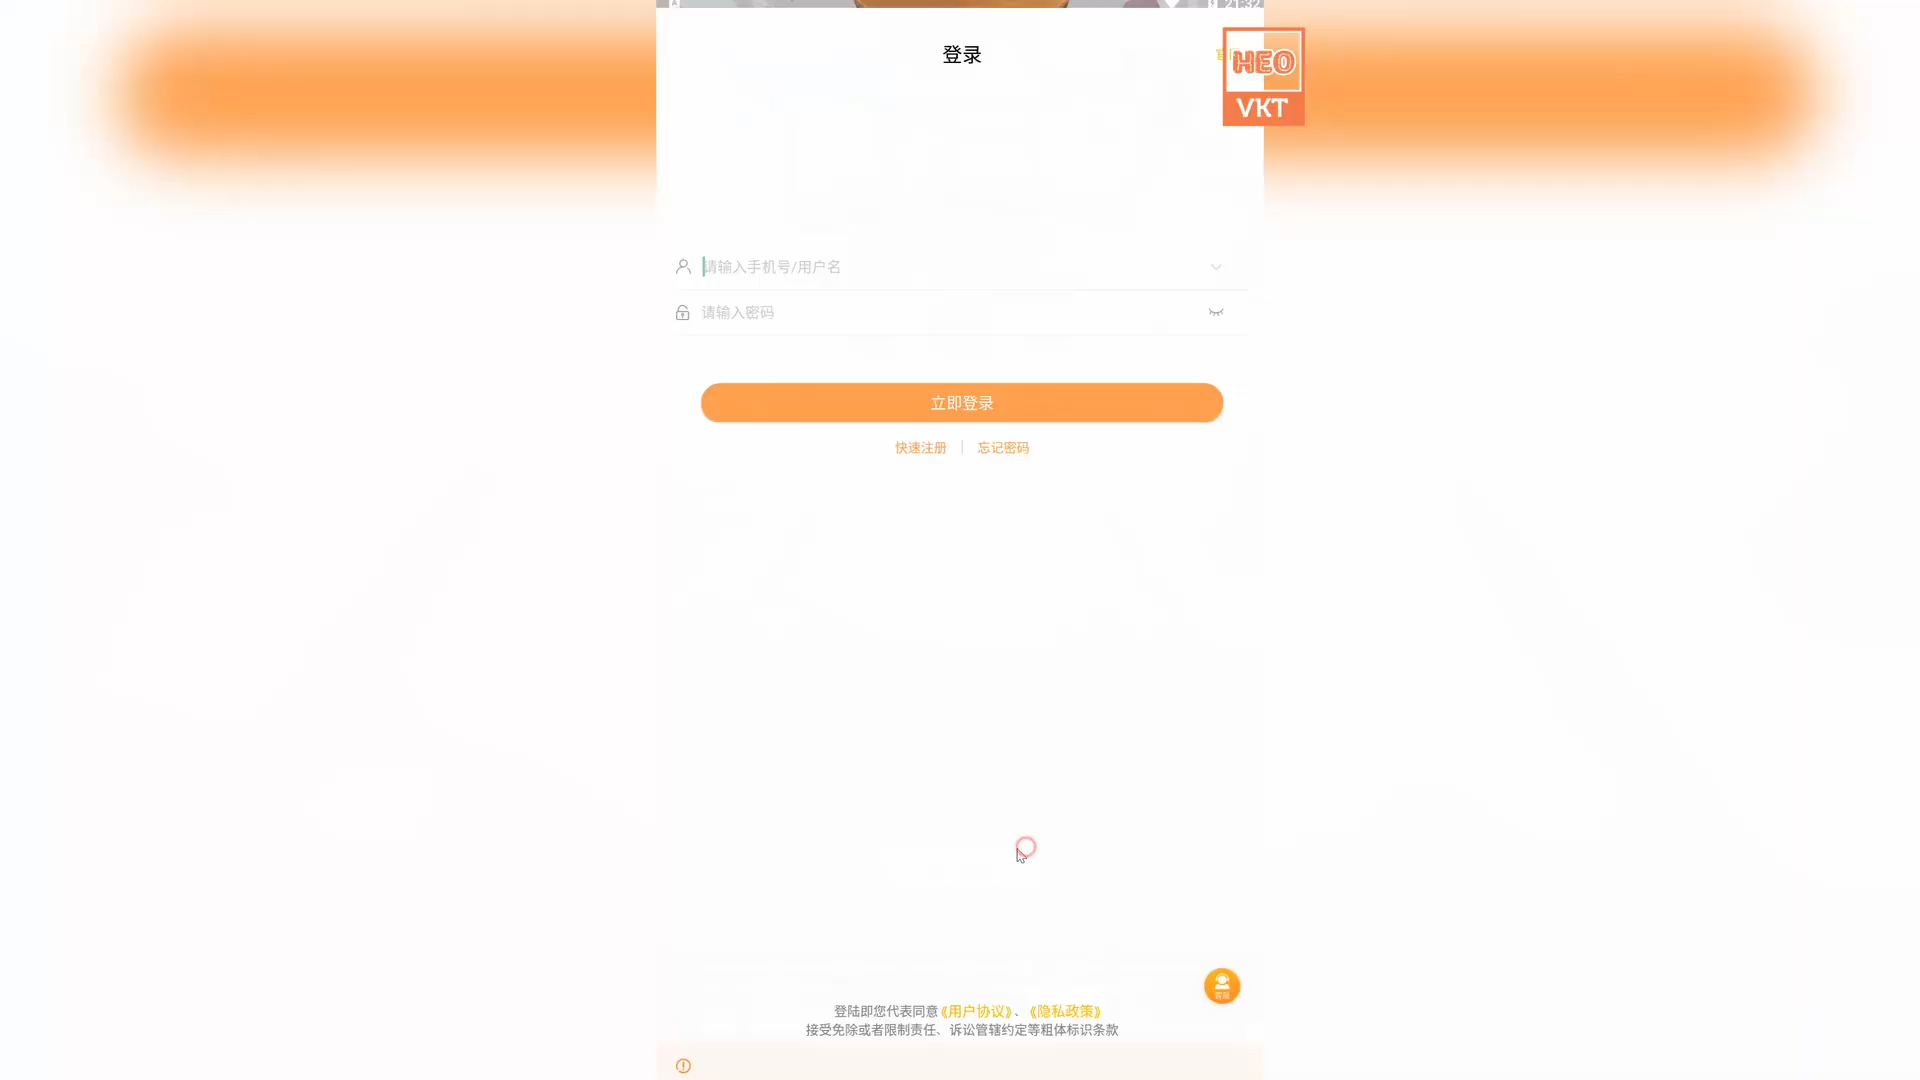 登录
HEO
VKT
请输入手机号/用户名
请输入密码
立即登录
快速注册 | 忘记密码
登陆即您代表同意《用户协议》、《隐私政策》
接受免除或者限制责任、诉讼管辖约定等粗体标识条款